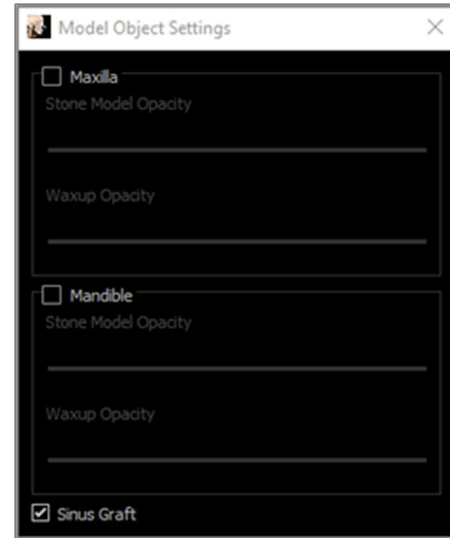 Model Object Settings
Maxilla
Stone Model Opacity
Waxup Opacity
Mandible
Stone Model Opacity
Waxup Opacity
Sinus Graft